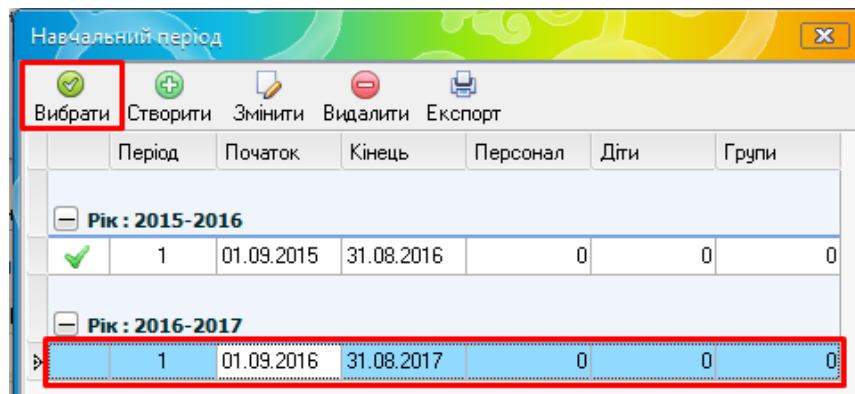 Навчальний період
Вибрати Створити Змінити Видалити Експорт
Період Початок Кінець Персонал Діти Групи
Рік : 2015-2016
1 01.09.2015 31.08.2016 0 0 0
Рік : 2016-2017
1 01.09.2016 31.08.2017 0 0 0